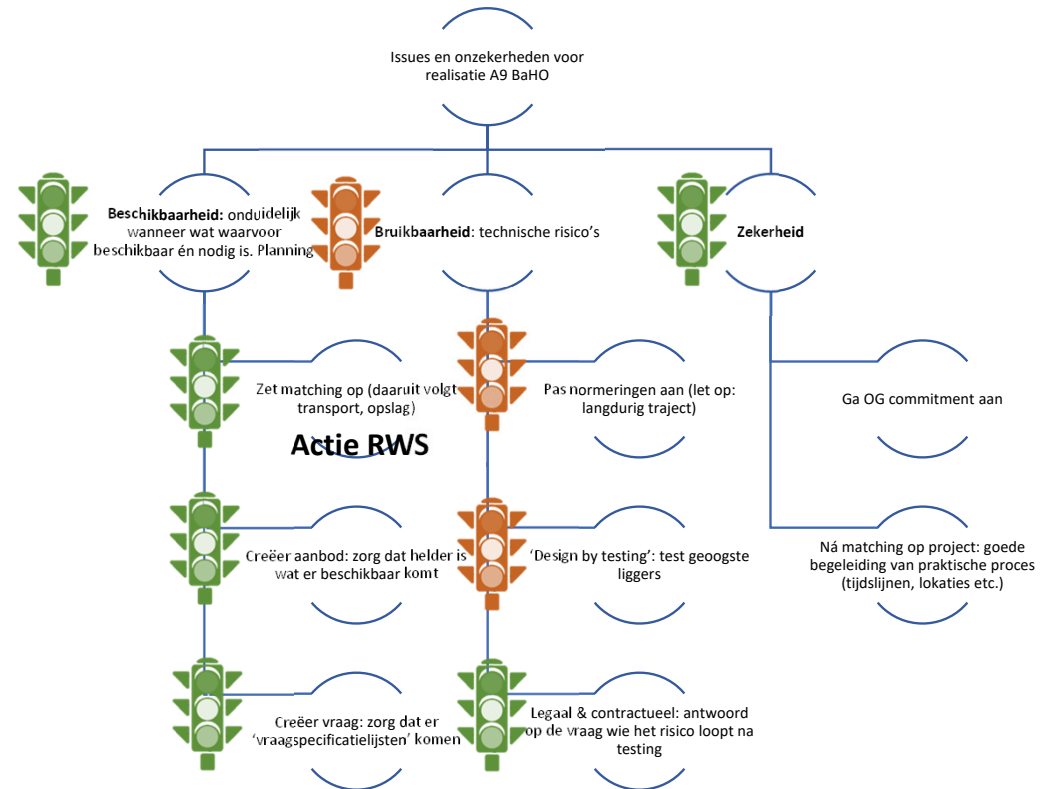 Issues en onzekerheden voor
realisatie A9 BaHO
Beschikbaarheid: onduidelijk
wanneer wat waarvoor
beschikbaar én nodig is. Planning
Bruikbaarheid: technische risico's
Zekerheid
Zet matching op (daaruit volgt
transport, opslag)
Actie RWS
Pas normeringen aan (let op:
langdurig traject)
Ga OG commitment aan
Creëer aanbod: zorg dat helder is
wat er beschikbaar komt
'Design by testing': test geoogste
liggers
Ná matching op project: goede
begeleiding van praktische proces
(tijdslijnen, lokaties etc.)
Creëer vraag: zorg dat er
'vraagspecificatielijsten' komen
Legaal & contractueel: antwoord
op de vraag wie het risico loopt na
testing